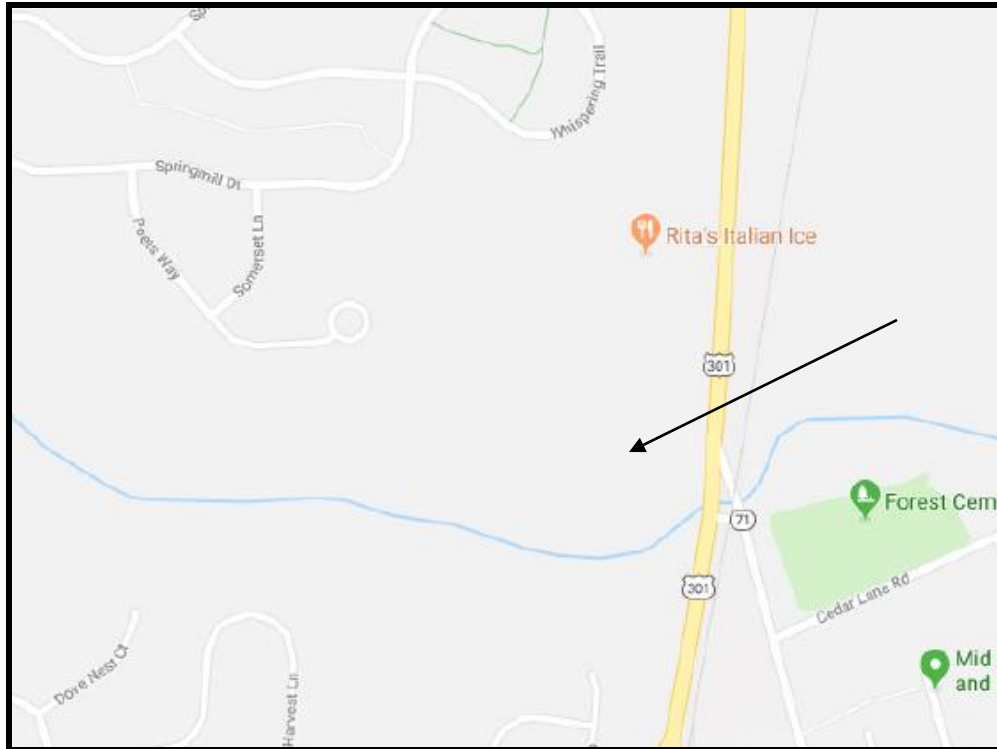 Whispering Trail
Springmill Dr
Poets Way
Somerset Ln
Rita's Italian Ice
301
71
Forest Cem
301
Cedar Lane Rd
Dove Nest Ct
Harvest Ln
Mid
and